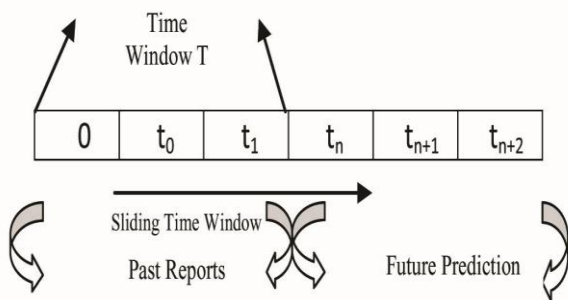 Time
Window T
0 t₀ t₁ tₙ tₙ₊₁ tₙ₊₂
Sliding Time Window
Past Reports Future Prediction